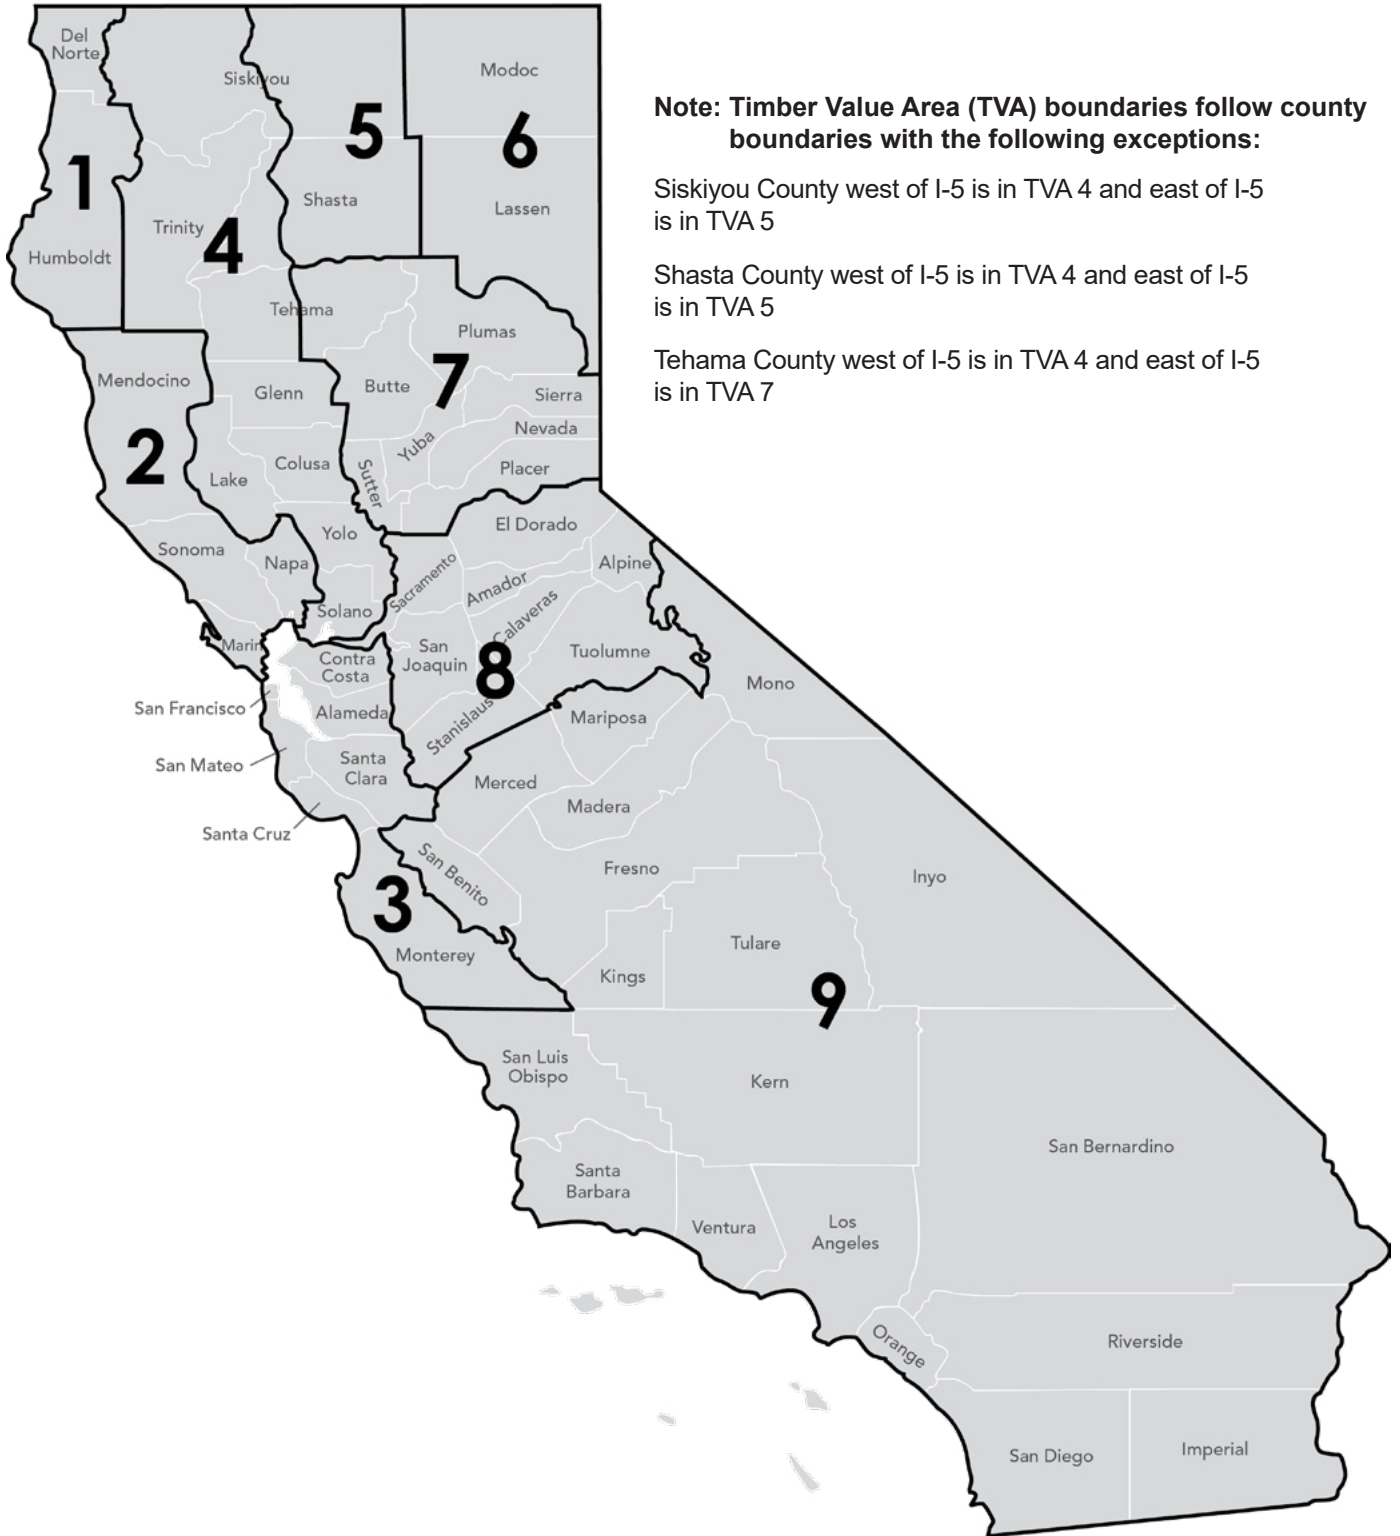 Del
Norte
Siskiyou
Modoc
5
6
Note: Timber Value Area (TVA) boundaries follow county
boundaries with the following exceptions:
Siskiyou County west of I-5 is in TVA 4 and east of I-5
is in TVA 5
Shasta County west of I-5 is in TVA 4 and east of I-5
is in TVA 5
Tehama County west of I-5 is in TVA 4 and east of I-5
is in TVA 7
1
Shasta
Lassen
Trinity
4
Humboldt
Tehama
Plumas
Mendocino
Glenn
Butte
7
Sierra
Nevada
2
Yuba
Colusa
Placer
Lake
Sutter
El Dorado
Yolo
Sonoma
Napa
Sacramento
Alpine
Amador
Solano
Calaveras
Marin
San
Joaquin
8
Tuolumne
Contra
Costa
Mono
San Francisco
Alameda
Stanislaus
Mariposa
San Mateo
Santa
Clara
Merced
Madera
Santa Cruz
San Benito
Fresno
Inyo
3
Monterey
Tulare
Kings
9
San Luis
Obispo
Kern
San Bernardino
Santa
Barbara
Ventura
Los
Angeles
Orange
Riverside
San Diego
Imperial